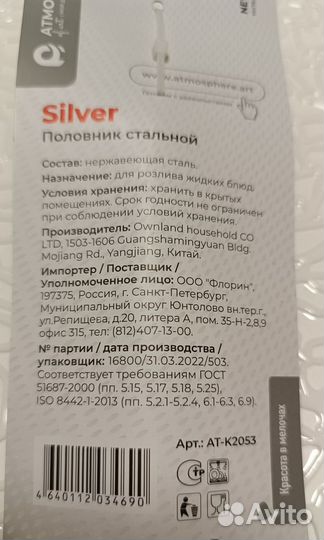 ATMO
NE
www.atmosphere.art
Silver
Половник стальной
Состав: нержавеющая сталь.
Назначение: для розлива жидких блюд.
Условия хранения: хранить в крытых
помещениях. Срок годности не ограничен
при соблюдении условий хранения.
Производитель: Ownland household CO
LTD, 1503-1606 Guangshamingyuan Bldg
Mojiang Rd., Yangjiang, Китай.
Импортер / Поставщик /
Уполномоченное лицо: ООО "Флорин",
197375, Россия, г. Санкт-Петербург,
Муниципальный округ Юнтолово вн.тер.г.,
ул.Репищева, д.20, литера А, пом. 35-Н-2,8,9
офис 315, тел: (812)407-13-00.
№ партии / дата производства /
упаковщик: 16800/31.03.2022/503.
Соответствует требованиям ГОСТ
51687-2000 (пп. 5.15, 5.17, 5.18, 5.25),
ISO 8442-1-2013 (пп. 5.2.1-5.2.4, 6.1-6.3, 6.9).
Арт.: AT-K2053
4 640112 034690
Красота в мелочах
Avito